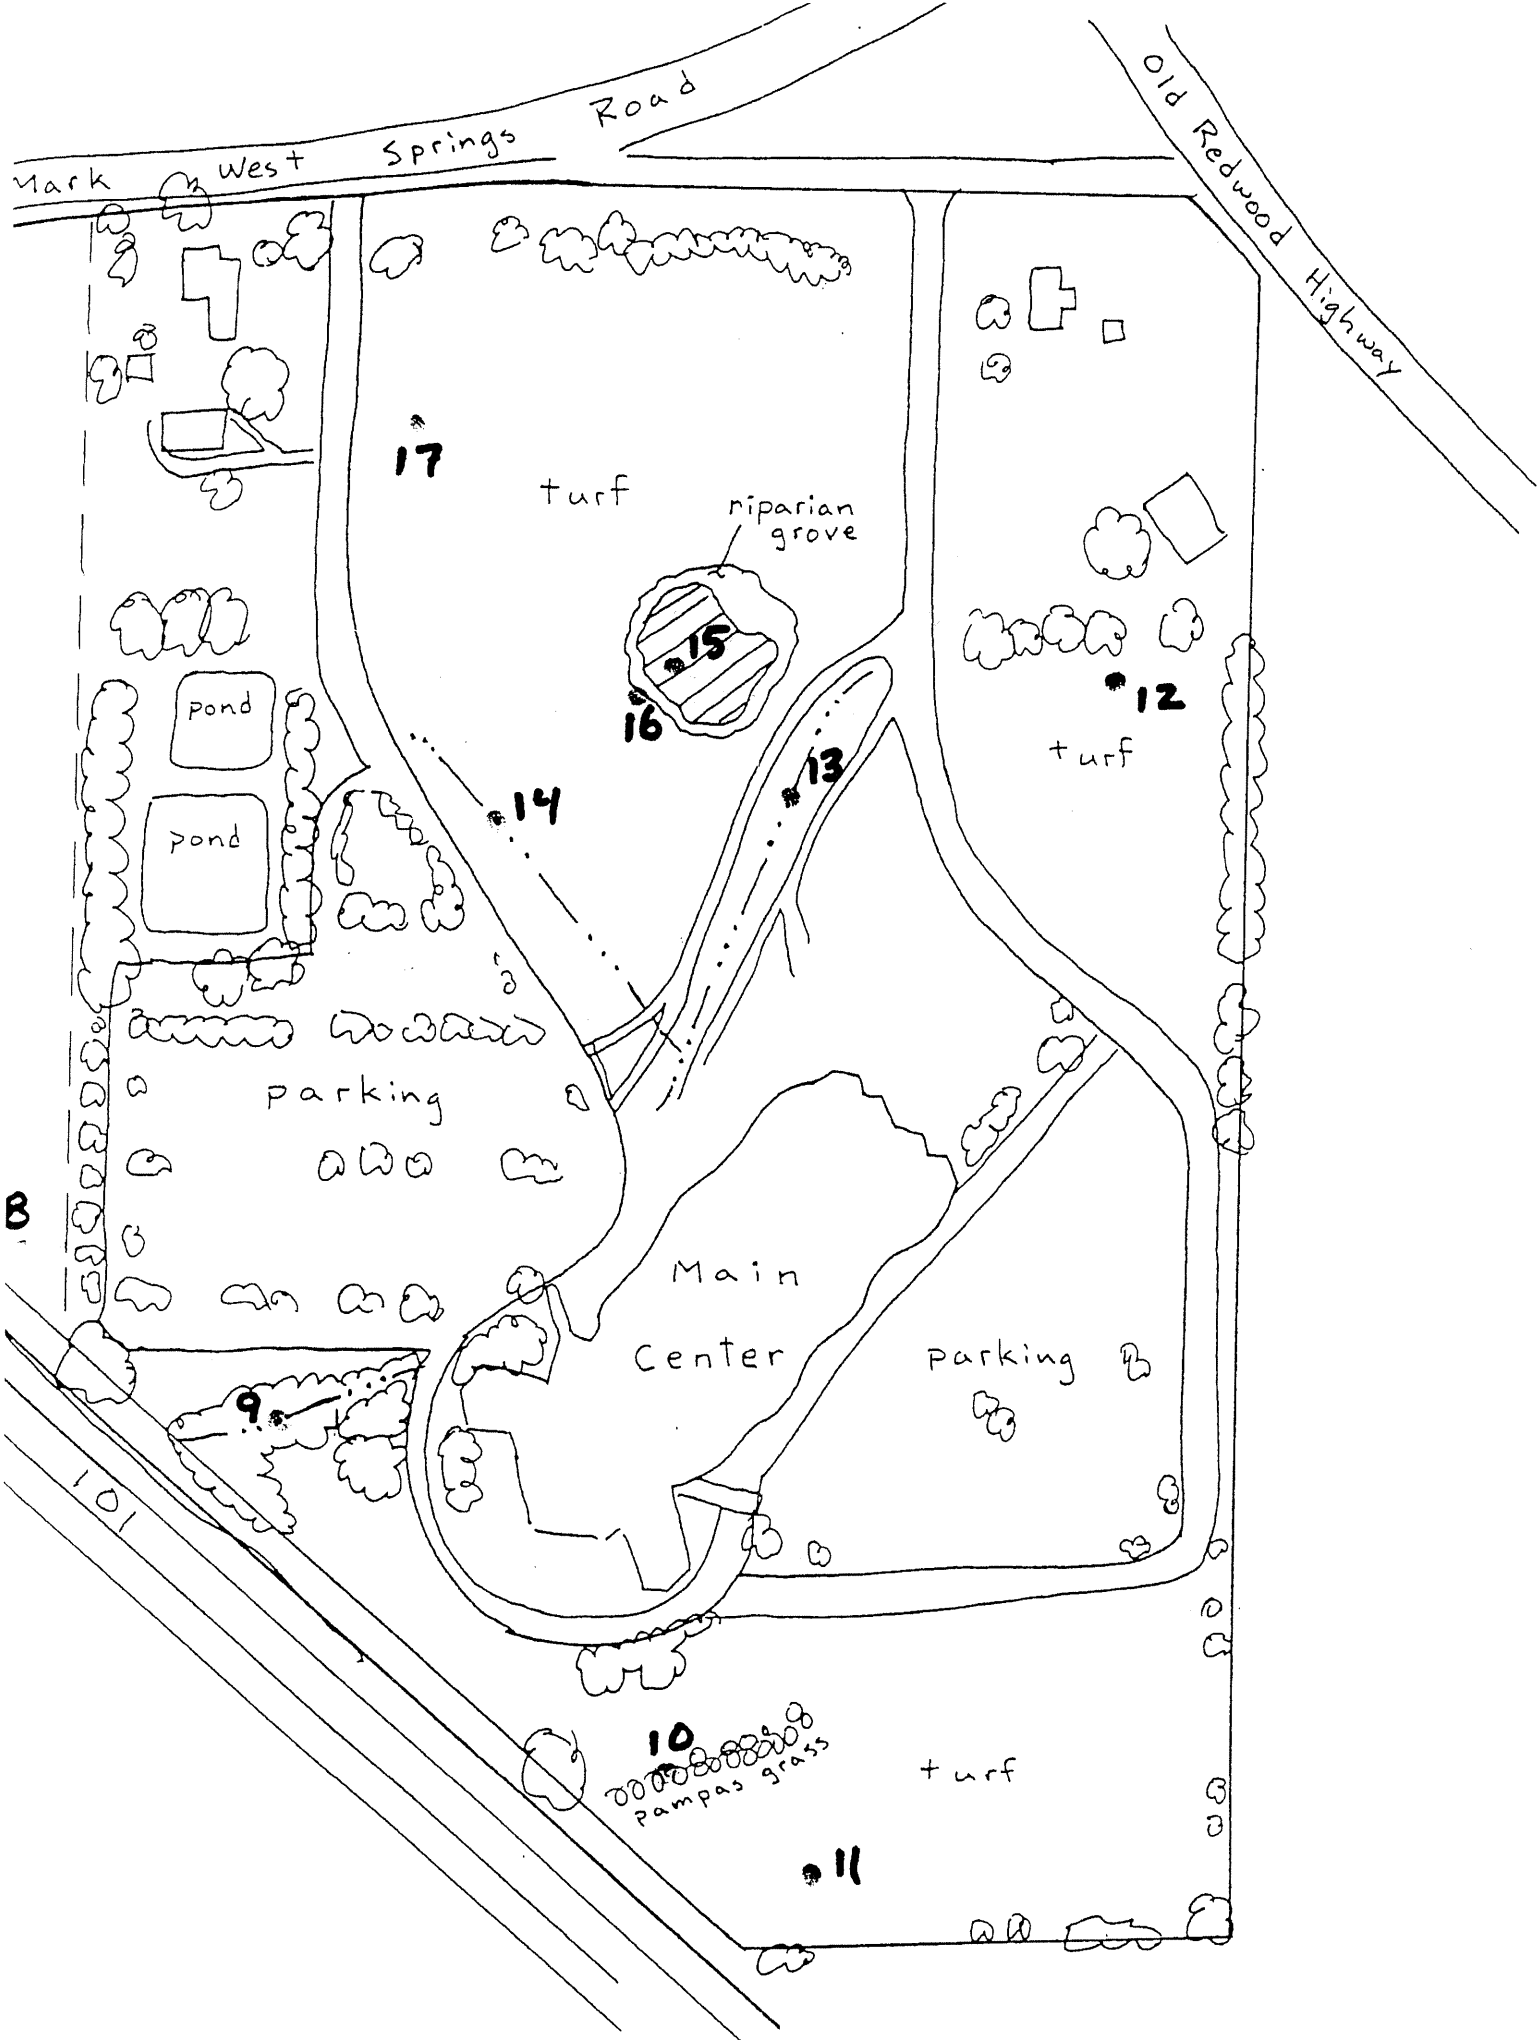 Mark West Springs Road
Old Redwood Highway
17
turf
riparian
grove
15
16
12
turf
pond
13
14
pond
parking
B
Main
Center
parking
9
101
10
pampas grass
turf
11